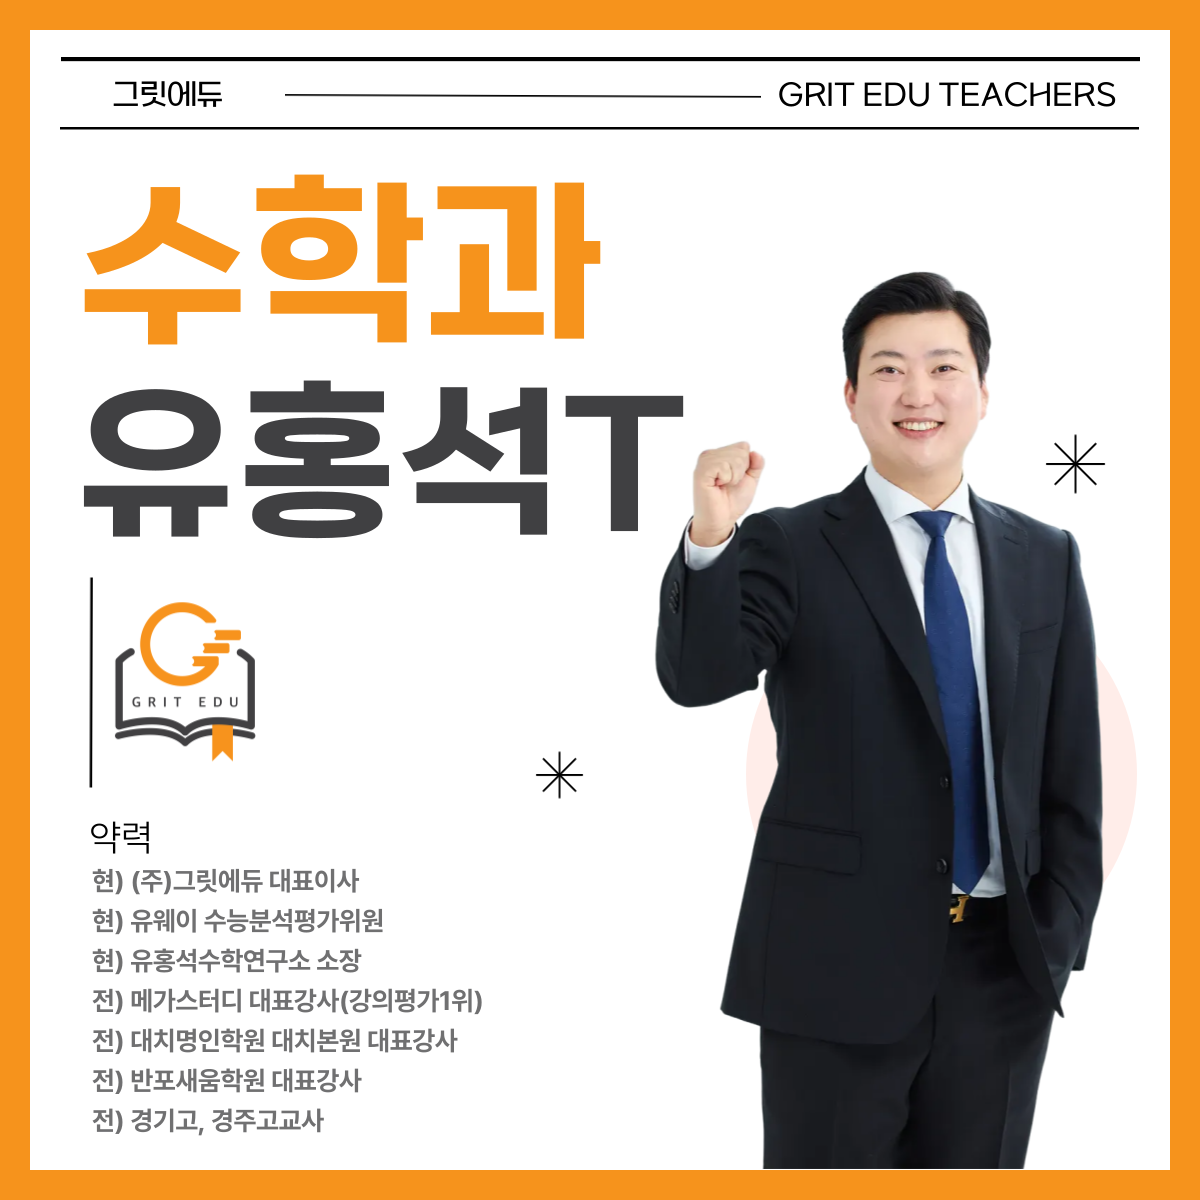 그릿에듀
GRIT EDU TEACHERS
수학과
유홍석T
GRIT EDU
약력
현) (주)그릿에듀 대표이사
현) 유웨이 수능분석평가위원
현) 유홍석수학연구소 소장
전) 메가스터디 대표강사(강의평가1위)
전) 대치명인학원 대치본원 대표강사
전) 반포새움학원 대표강사
전) 경기고, 경주고교사